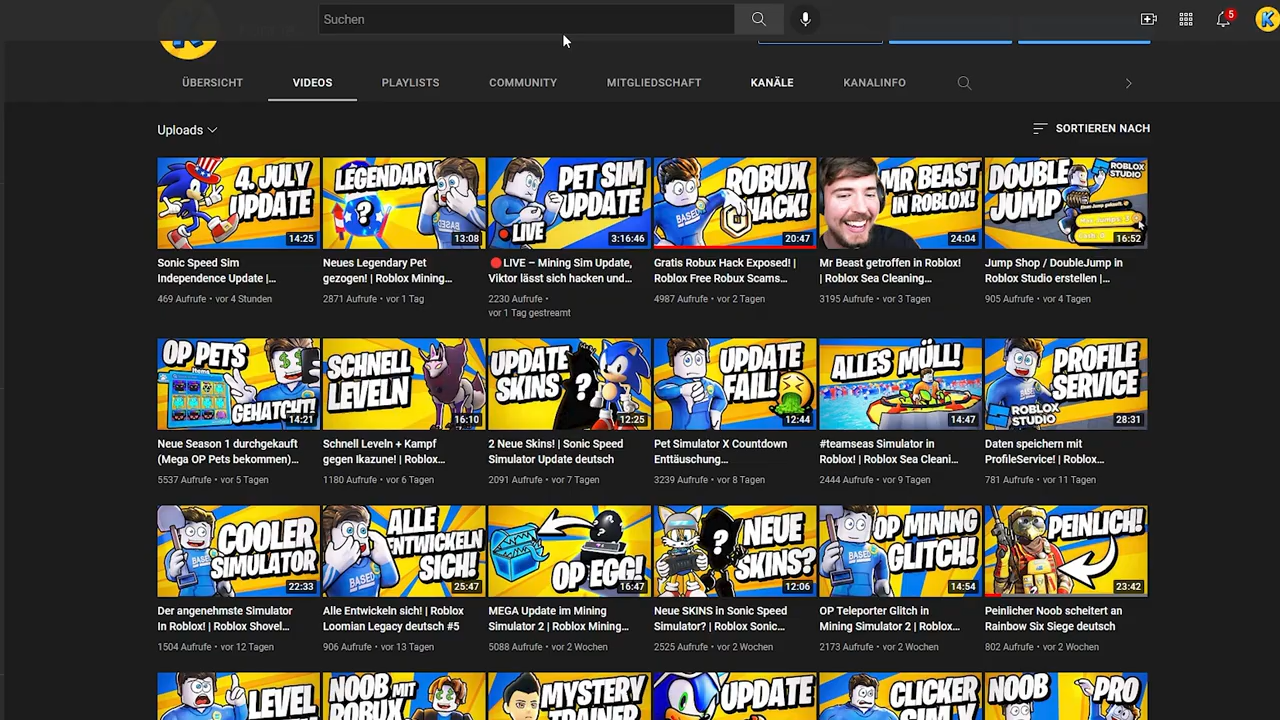 Suchen
5
K
ÜBERSICHT
VIDEOS
PLAYLISTS
COMMUNITY
MITGLIEDSCHAFT
KANÄLE
KANALINFO
Uploads
SORTIEREN NACH
4. JULY
UPDATE
14:25
LEGENDARY
?
BASED
13:08
PET SIM
UPDATE
LIVE
3:16:46
ROBUX
HACK!
BASED
20:47
MR BEAST
IN ROBLOX!
24:04
DOUBLE
JUMP
ROBLOX
STUDIO
16:52
Sonic Speed Sim
Independence Update |...
469 Aufrufe • vor 4 Stunden
Neues Legendary Pet
gezogen! | Roblox Mining...
2871 Aufrufe • vor 1 Tag
🔴LIVE – Mining Sim Update,
Viktor lässt sich hacken und...
2230 Aufrufe •
vor 1 Tag gestreamt
Gratis Robux Hack Exposed! |
Roblox Free Robux Scams...
4987 Aufrufe • vor 2 Tagen
Mr Beast getroffen in Roblox!
| Roblox Sea Cleaning...
3195 Aufrufe • vor 3 Tagen
Jump Shop / DoubleJump in
Roblox Studio erstellen |...
905 Aufrufe • vor 4 Tagen
OP PETS
GEHATCHT!
14:21
SCHNELL
LEVELN
16:10
UPDATE
SKINS
?
12:25
UPDATE
FAIL!
12:44
ALLES MÜLL!
14:47
PROFILE
SERVICE
ROBLOX
STUDIO
28:31
Neue Season 1 durchgekauft
(Mega OP Pets bekommen)...
5537 Aufrufe • vor 5 Tagen
Schnell Leveln + Kampf
gegen Ikazune! | Roblox...
1180 Aufrufe • vor 6 Tagen
2 Neue Skins! | Sonic Speed
Simulator Update deutsch
2091 Aufrufe • vor 7 Tagen
Pet Simulator X Countdown
Enttäuschung...
3239 Aufrufe • vor 8 Tagen
#teamseas Simulator in
Roblox! | Roblox Sea Cleani...
2444 Aufrufe • vor 9 Tagen
Daten speichern mit
ProfileService! | Roblox...
781 Aufrufe • vor 11 Tagen
COOLER
SIMULATOR
BASED
22:33
ALLE
ENTWICKELN
SICH!
BASED
25:47
?
OP EGG!
16:47
NEUE
SKINS?
?
12:06
OP MINING
GLITCH!
BASED
14:54
PEINLICH!
23:42
Der angenehmste Simulator
In Roblox! | Roblox Shovel...
1504 Aufrufe • vor 12 Tagen
Alle Entwickeln sich! | Roblox
Loomian Legacy deutsch #5
906 Aufrufe • vor 13 Tagen
MEGA Update im Mining
Simulator 2 | Roblox Mining...
5088 Aufrufe • vor 2 Wochen
Neue SKINS in Sonic Speed
Simulator? | Roblox Sonic...
2525 Aufrufe • vor 2 Wochen
OP Teleporter Glitch in
Mining Simulator 2 | Roblox...
2173 Aufrufe • vor 2 Wochen
Peinlicher Noob scheitert an
Rainbow Six Siege deutsch
802 Aufrufe • vor 2 Wochen
LEVEL
NOOB MIT
ROBUX
MYSTERY
TRAINER
UPDATE
CLICKER
SIM X
NOOB
PRO